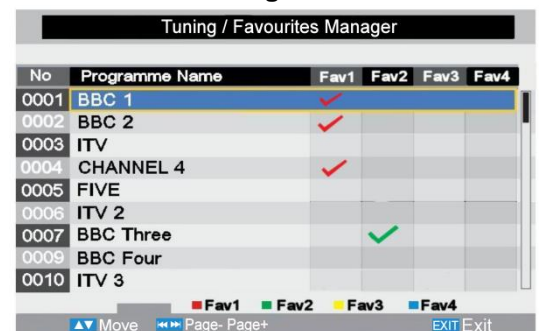 Tuning / Favourites Manager
No Programme Name Fav1 Fav2 Fav3 Fav4
0001 BBC 1
0002 BBC 2
0003 ITV
0004 CHANNEL 4
0005 FIVE
0006 ITV 2
0007 BBC Three
0009 BBC Four
0010 ITV 3
Fav1 Fav2 Fav3 Fav4
Move Page- Page+ EXIT Exit